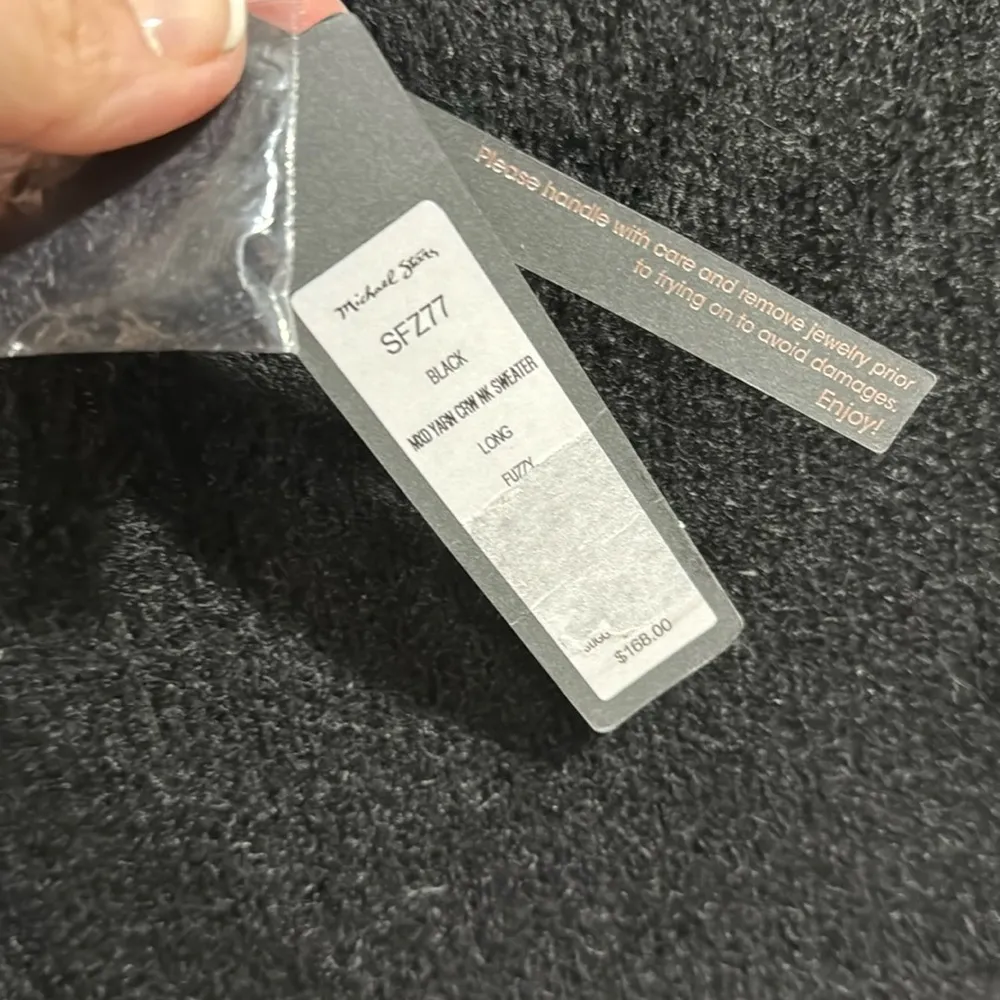 Michael Stars
SFZ77
BLACK
MXD YARN CRW NK SWEATER
LONG
FUZZY
$168.00
Please handle with care and remove jewelry prior
to trying on to avoid damages.
Enjoy!